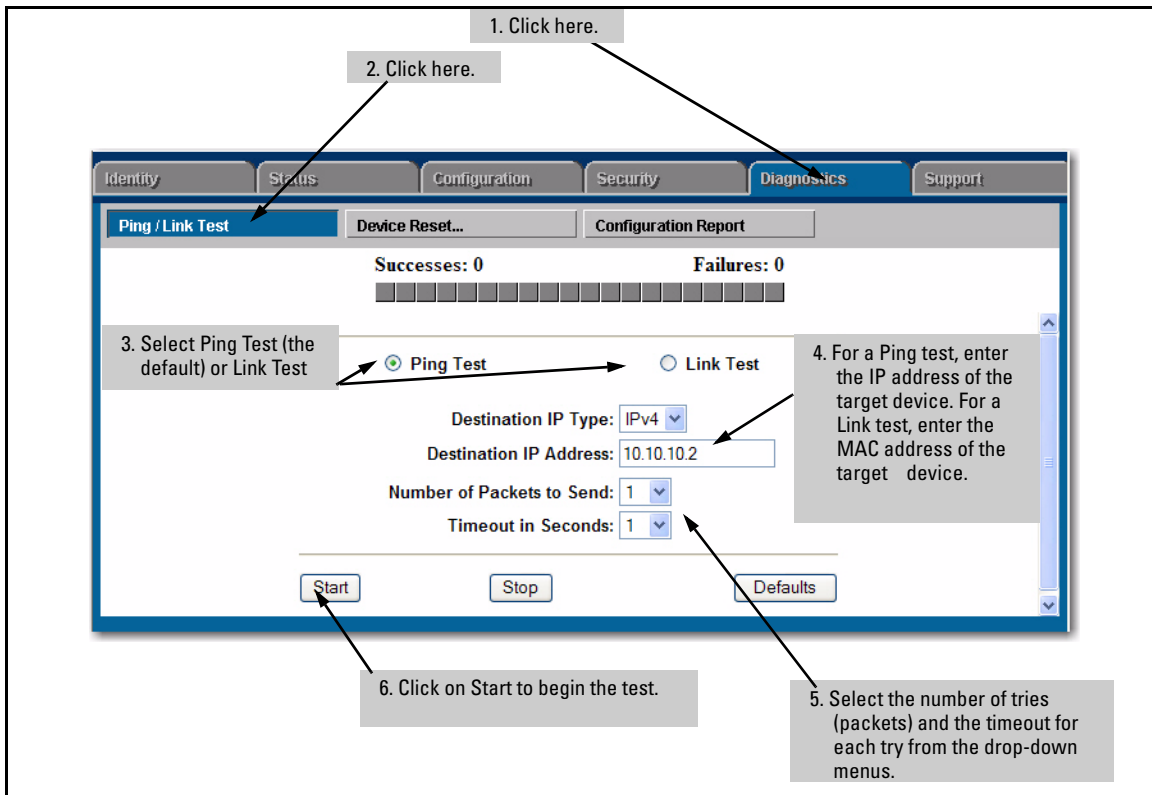 1. Click here.
2. Click here.
Identity Status Configuration Security Diagnostics Support
Ping / Link Test Device Reset... Configuration Report
Successes: 0 Failures: 0
3. Select Ping Test (the
default) or Link Test
Ping Test Link Test
4. For a Ping test, enter
the IP address of the
target device. For a
Link test, enter the
MAC address of the
target device.
Destination IP Type: IPv4
Destination IP Address: 10.10.10.2
Number of Packets to Send: 1
Timeout in Seconds: 1
Start Stop Defaults
6. Click on Start to begin the test.
5. Select the number of tries
(packets) and the timeout for
each try from the drop-down
menus.